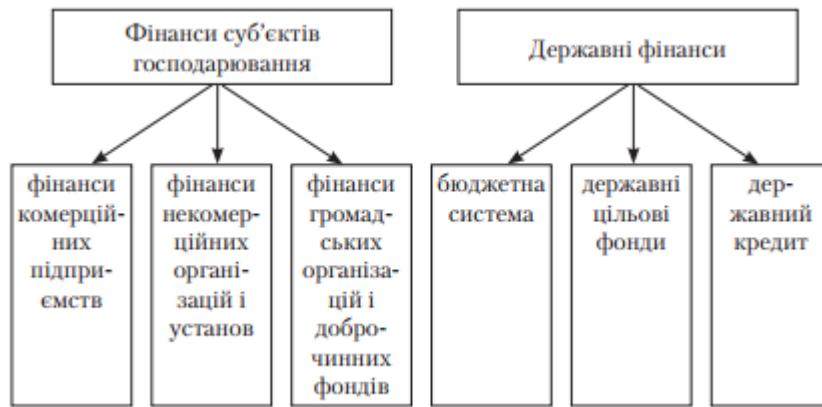 Фінанси суб’єктів
господарювання
Державні фінанси
фінанси
комерцій-
них
підпри-
ємств
фінанси
некомер-
ційних
органі-
зацій і
установ
фінанси
громад-
ських
організа-
цій і
добро-
чинних
фондів
бюджетна
система
державні
цільові
фонди
дер-
жавний
кредит